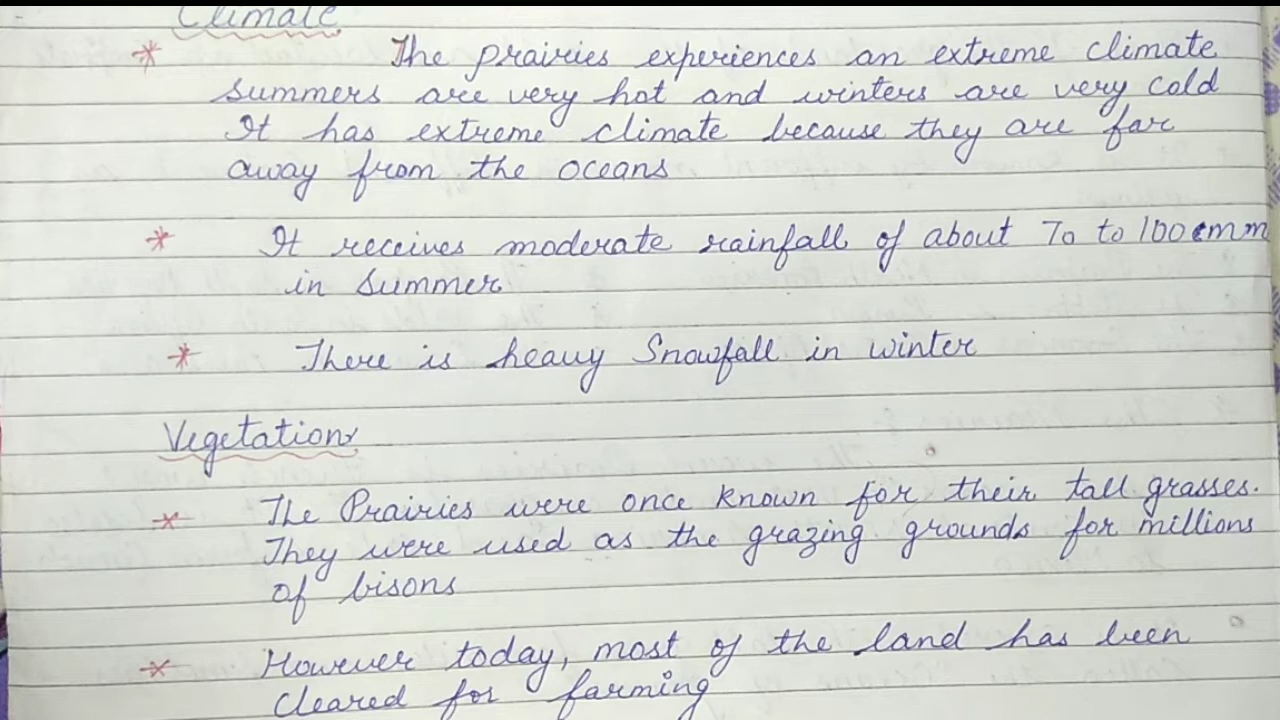 Climate
* The prairies experiences an extreme climate
summers are very hot and winters are very cold
It has extreme climate because they are far
away from the oceans
* It receives moderate rainfall of about 70 to 100 cm
in summer
* There is heavy Snowfall in winter
Vegetation
* The Prairies were once known for their tall grasses.
They were used as the grazing grounds for millions
of bisons
* However today, most of the land has been
cleared for farming